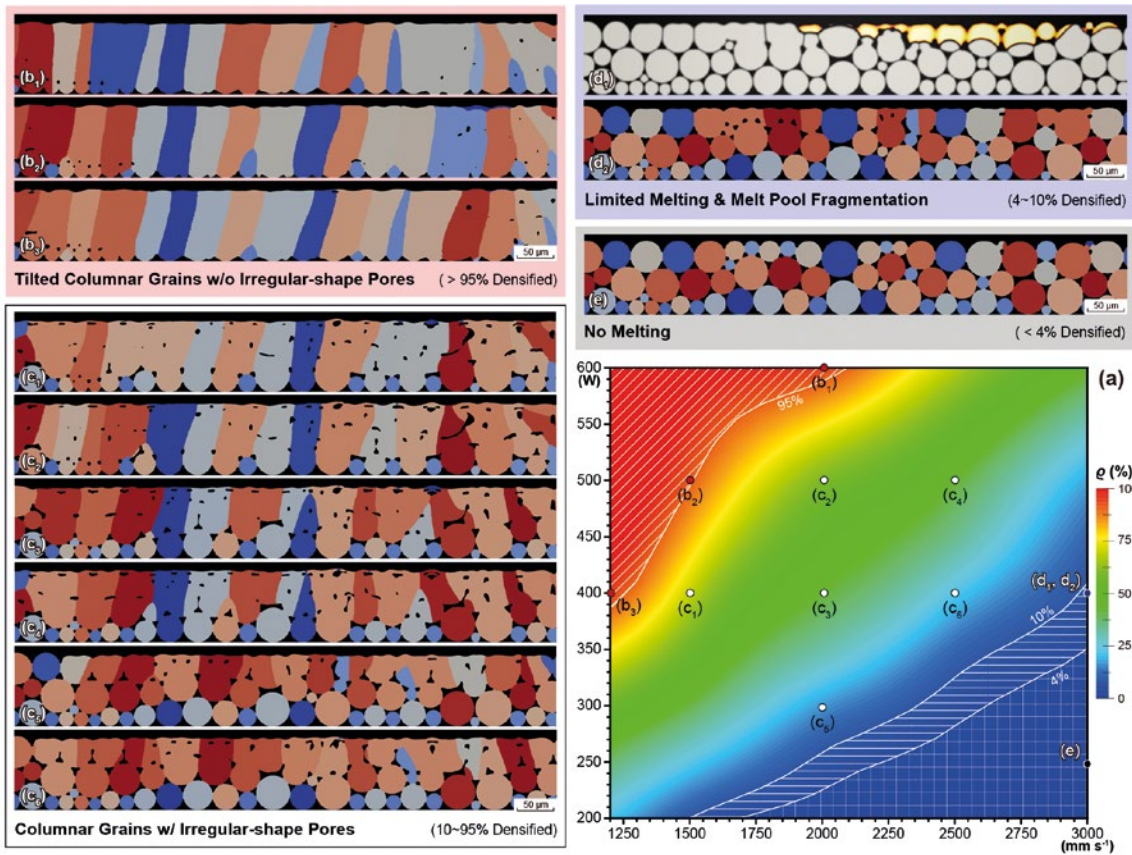 (b₁)
(b₂)
(b₃)
50 μm
Tilted Columnar Grains w/o Irregular-shape Pores (> 95% Densified)
(c₁)
(c₂)
(c₃)
(c₄)
(c₅)
(c₆)
50 μm
Columnar Grains w/ Irregular-shape Pores (10~95% Densified)
(d₁)
(d₂)
50 μm
Limited Melting & Melt Pool Fragmentation (4~10% Densified)
(e)
50 μm
No Melting ( < 4% Densified)
(a)
600
(W)
550
500
450
400
350
300
250
200
1250 1500 1750 2000 2250 2500 2750 3000
(mm s⁻¹)
(b₁)
95%
(b₂)
(c₂)
(c₄)
(b₃)
(c₁)
(c₃)
(c₆)
(d₁, d₂)
10%
4%
(c₅)
(e)
ϱ (%)
100
75
50
25
0